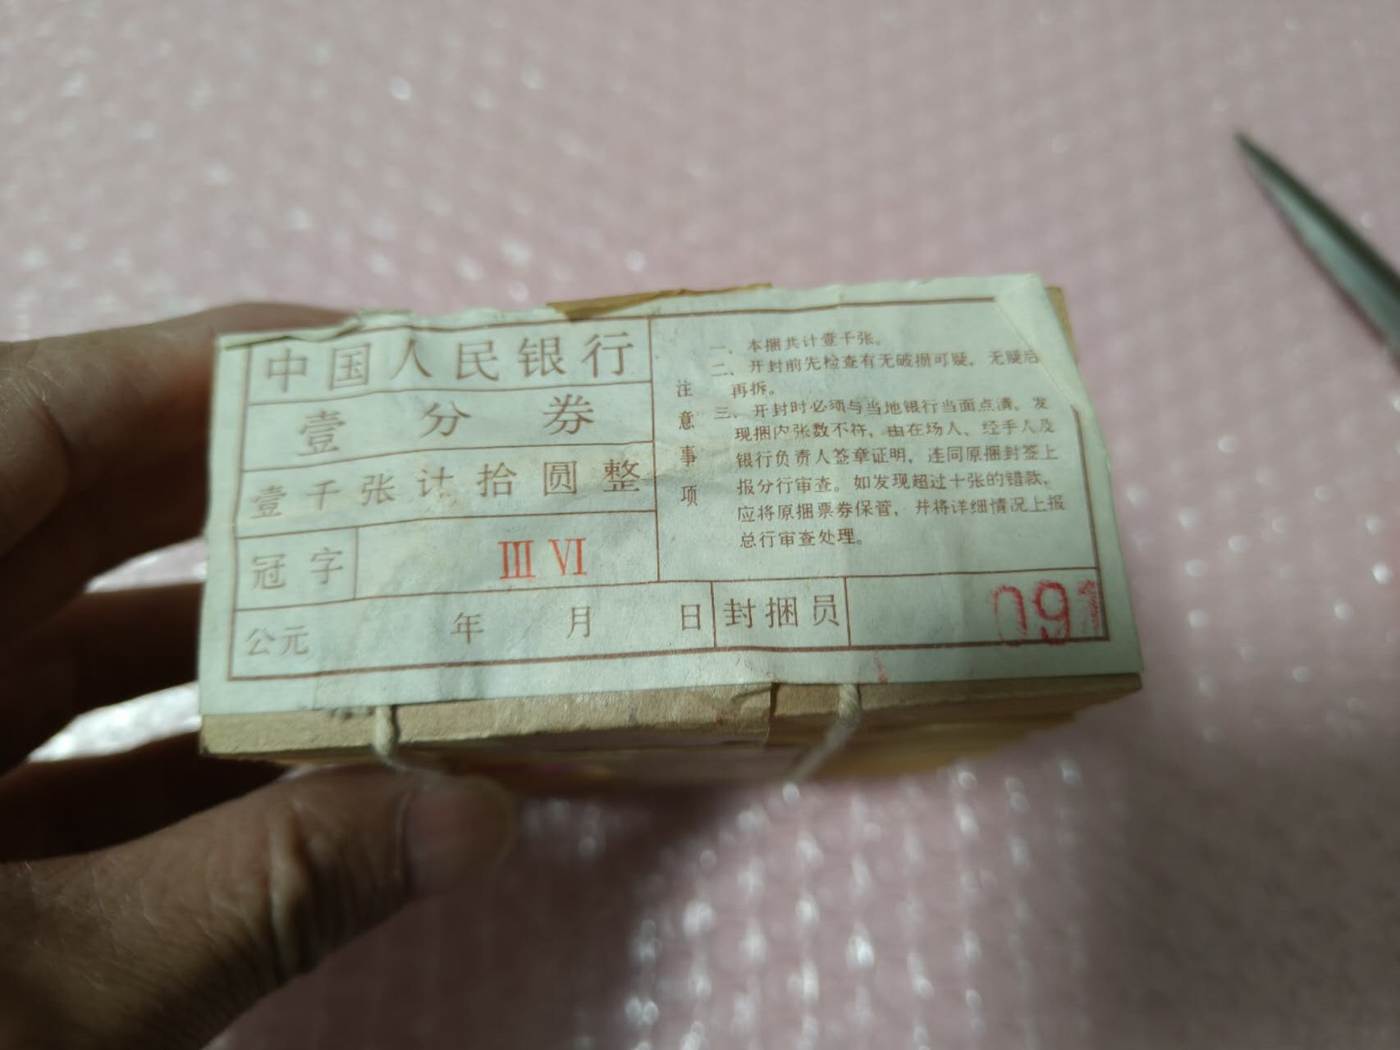 中国人民银行
壹分券
壹千张计拾圆整
冠字 ⅢⅥ
公元 年 月 日 封捆员 091
注意事项
一、本捆共计壹千张。
二、开封前先检查有无破损可疑，无疑后
再拆。
三、开封时必须与当地银行当面点清。发
现捆内张数不符，由在场人、经手人及
银行负责人签章证明，连同原捆封签上
报分行审查。如发现超过十张的错款，
应将原捆票券保管，并将详细情况上报
总行审查处理。